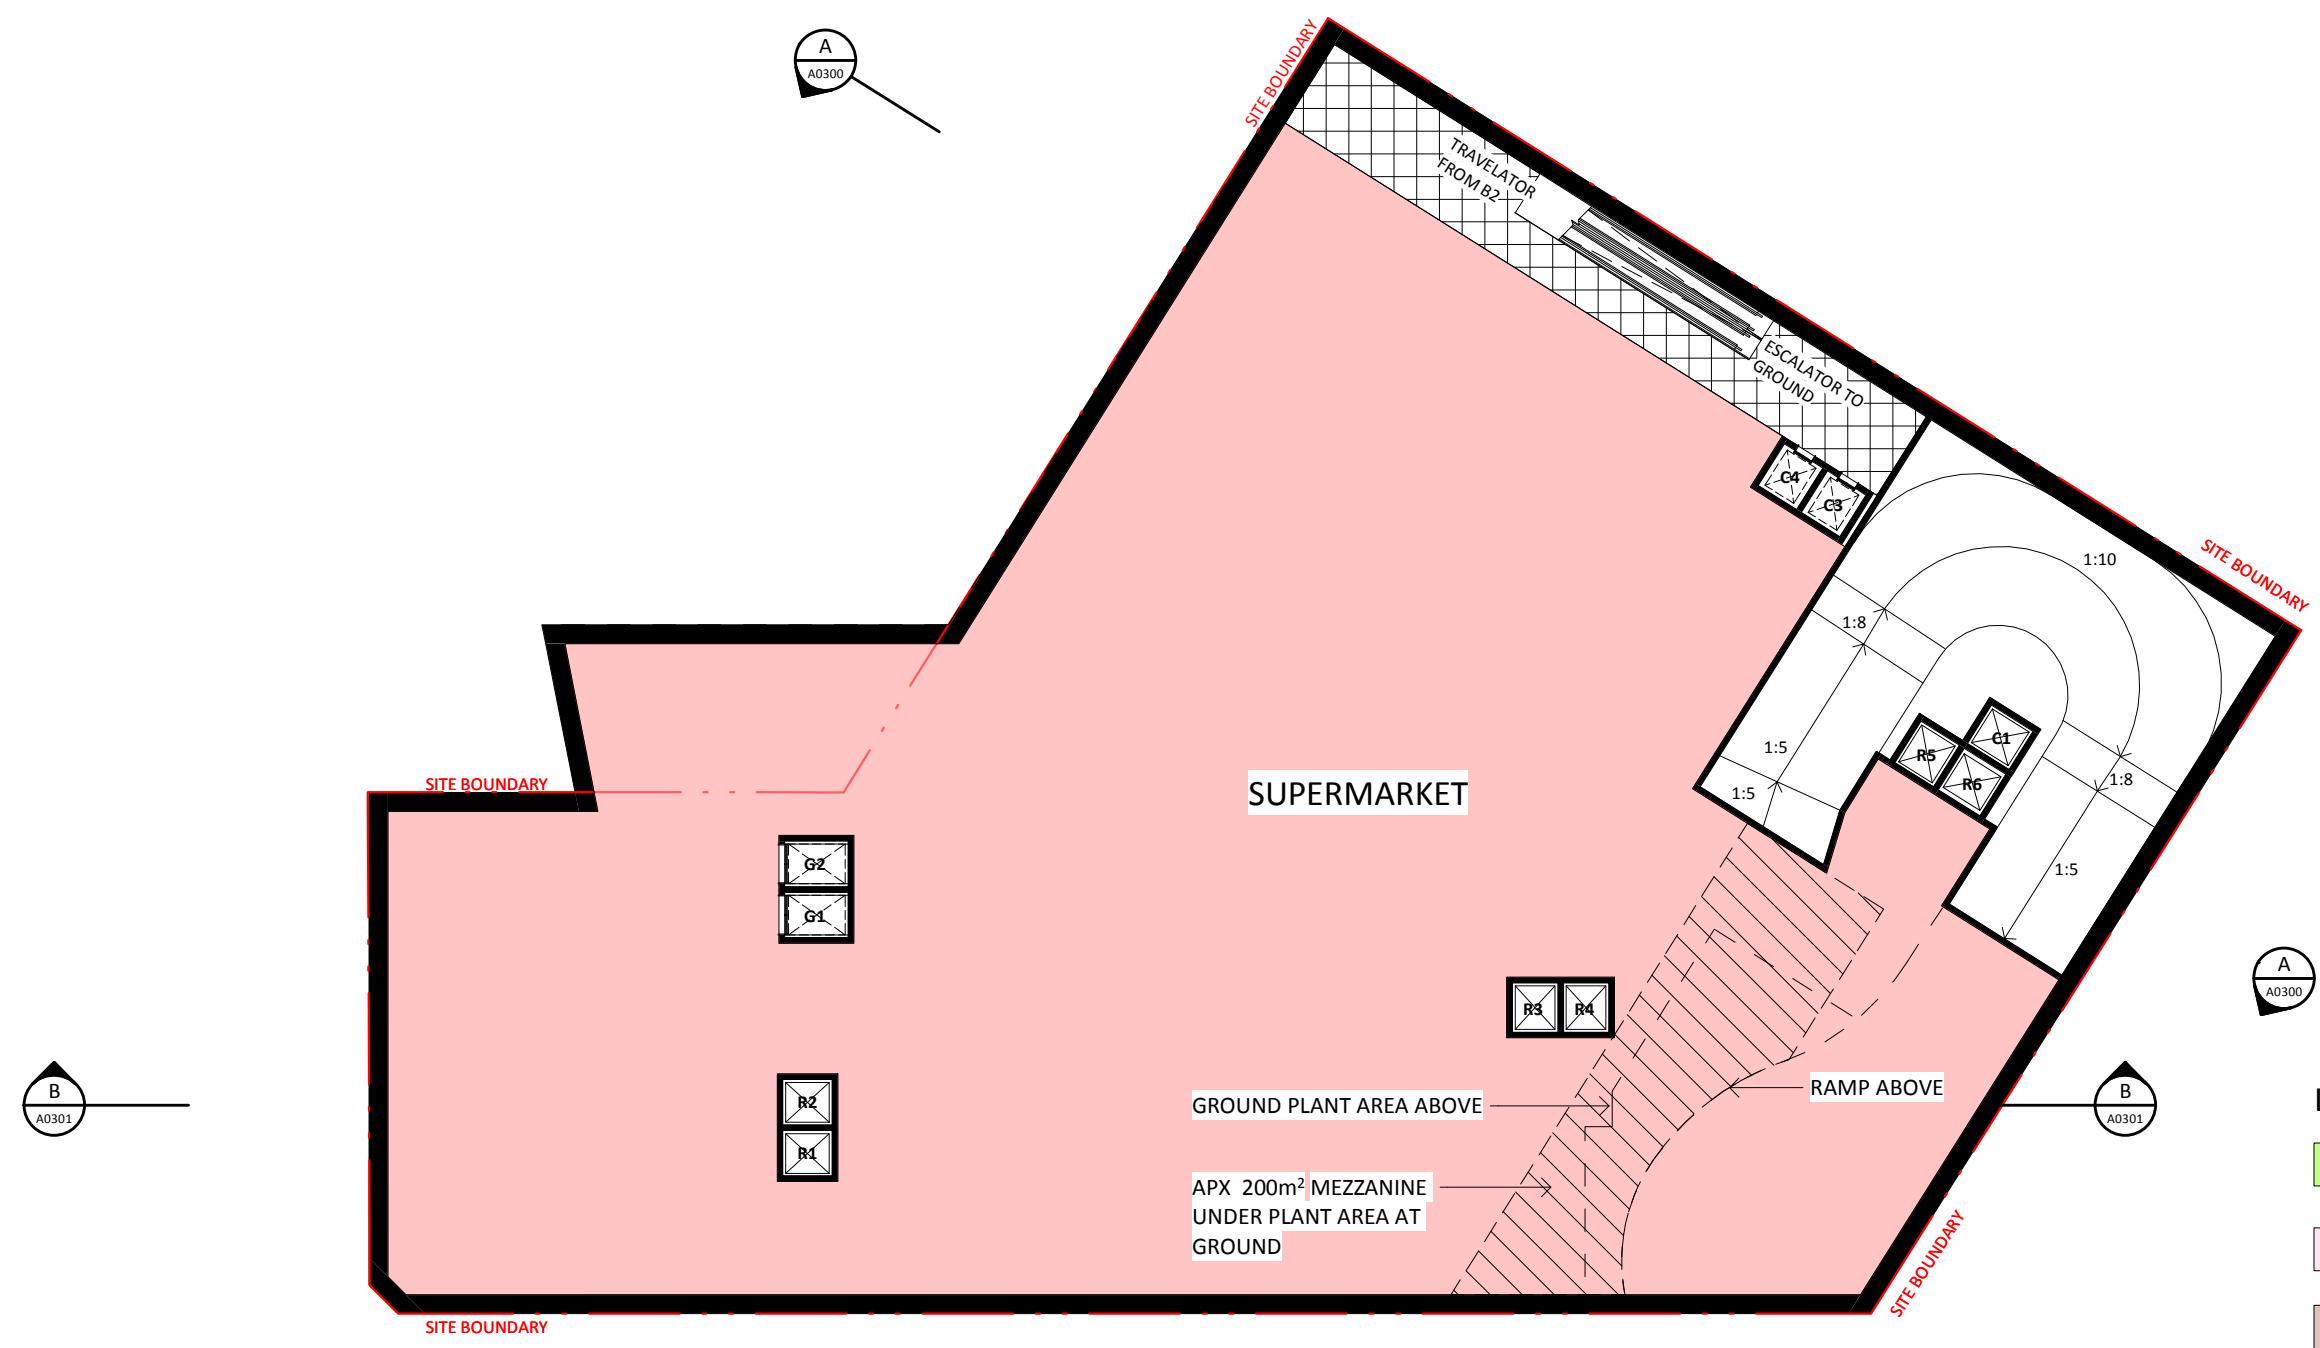 A
A0300
SITE BOUNDARY
TRAVELATOR
FROM B2
ESCALATOR TO
GROUND
C4
C3
1:10
SITE BOUNDARY
1:8
C1
R5
R6
1:5
1:8
1:5
SITE BOUNDARY
SUPERMARKET
G2
G1
1:5
A
A0300
R3
R4
B
A0301
R2
R1
GROUND PLANT AREA ABOVE
RAMP ABOVE
B
A0301
APX 200m² MEZZANINE
UNDER PLANT AREA AT
GROUND
SITE BOUNDARY
SITE BOUNDARY